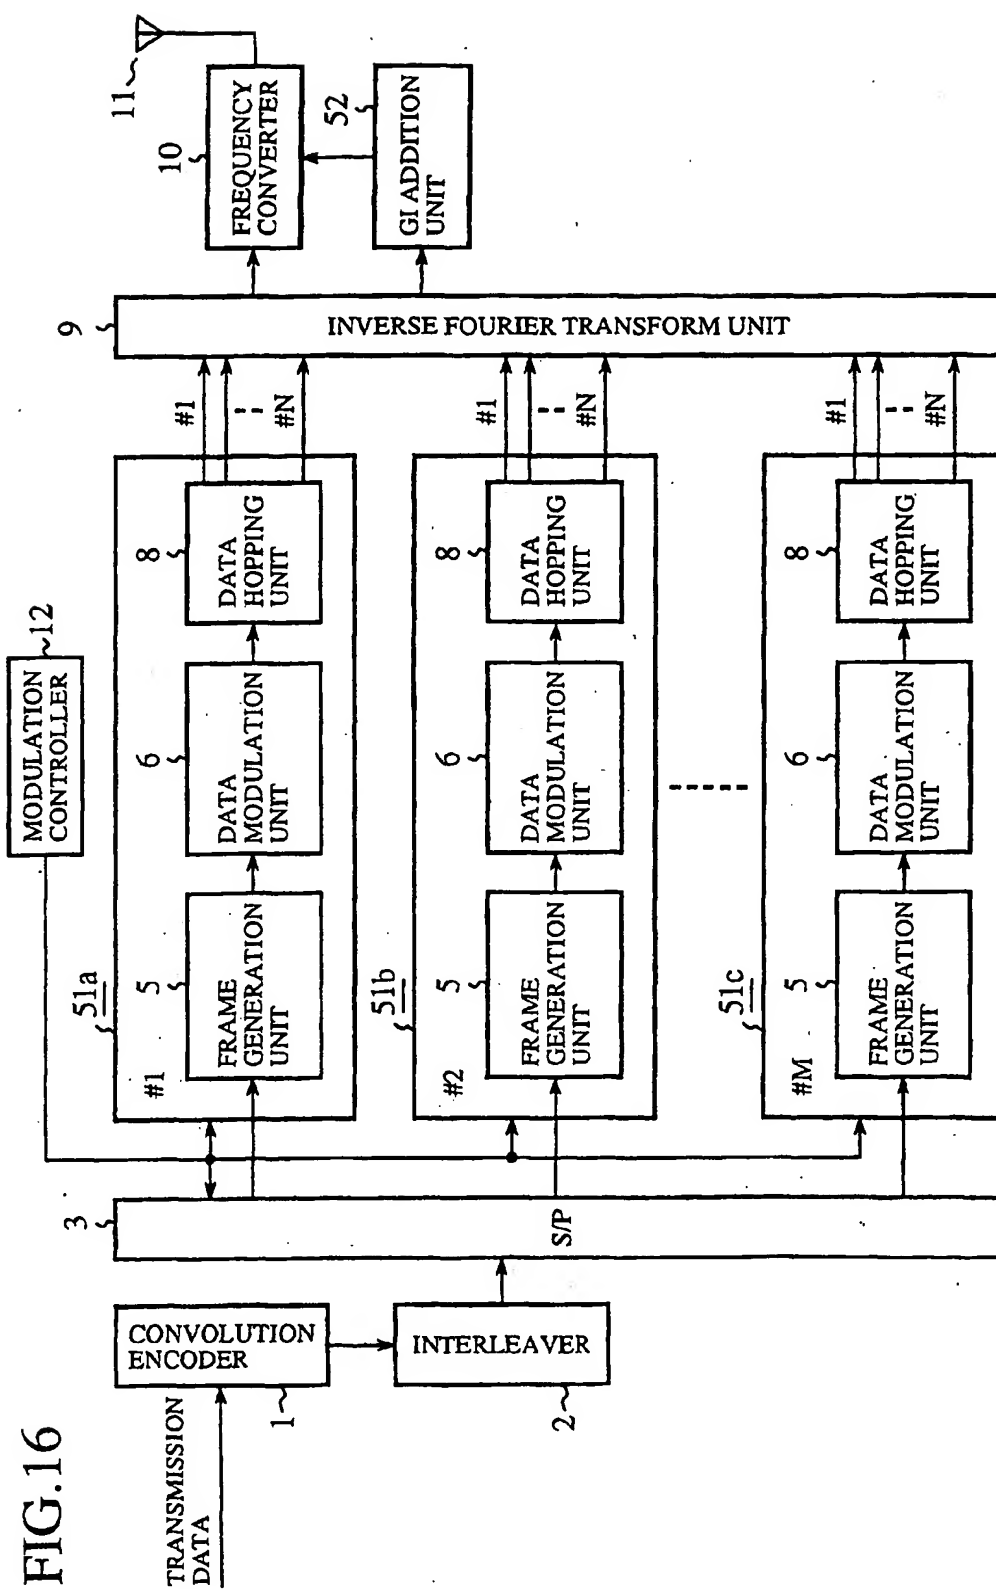 FIG.16
TRANSMISSION
DATA
CONVOLUTION
ENCODER
1
INTERLEAVER
2
3
S/P
MODULATION
CONTROLLER
12
51a
#1
5
FRAME
GENERATION
UNIT
6
DATA
MODULATION
UNIT
8
DATA
HOPPING
UNIT
#1
#N
51b
#2
5
FRAME
GENERATION
UNIT
6
DATA
MODULATION
UNIT
8
DATA
HOPPING
UNIT
#1
#N
51c
#M
5
FRAME
GENERATION
UNIT
6
DATA
MODULATION
UNIT
8
DATA
HOPPING
UNIT
#1
#N
9
INVERSE FOURIER TRANSFORM UNIT
10
FREQUENCY
CONVERTER
11
52
GI ADDITION
UNIT